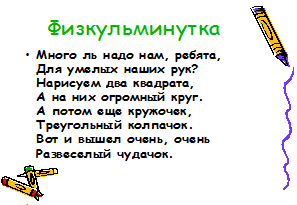 Физкульминутка
• Много ль надо нам, ребята,
Для умелых наших рук?
Нарисуем два квадрата,
А на них огромный круг.
А потом еще кружочек,
Треугольный колпачок.
Вот и вышел очень, очень
Развеселый чудачок.